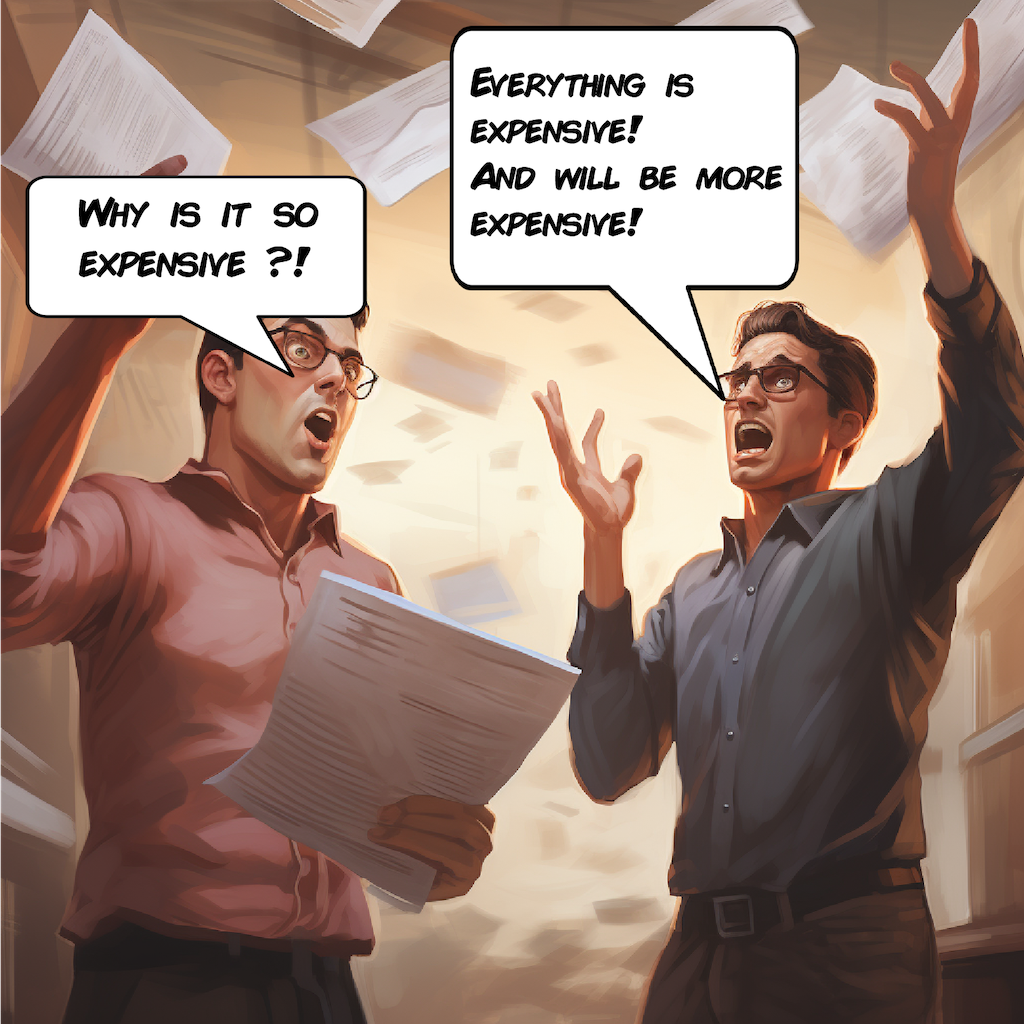 Why is it so
expensive ?!
Everything is
expensive!
And will be more
expensive!